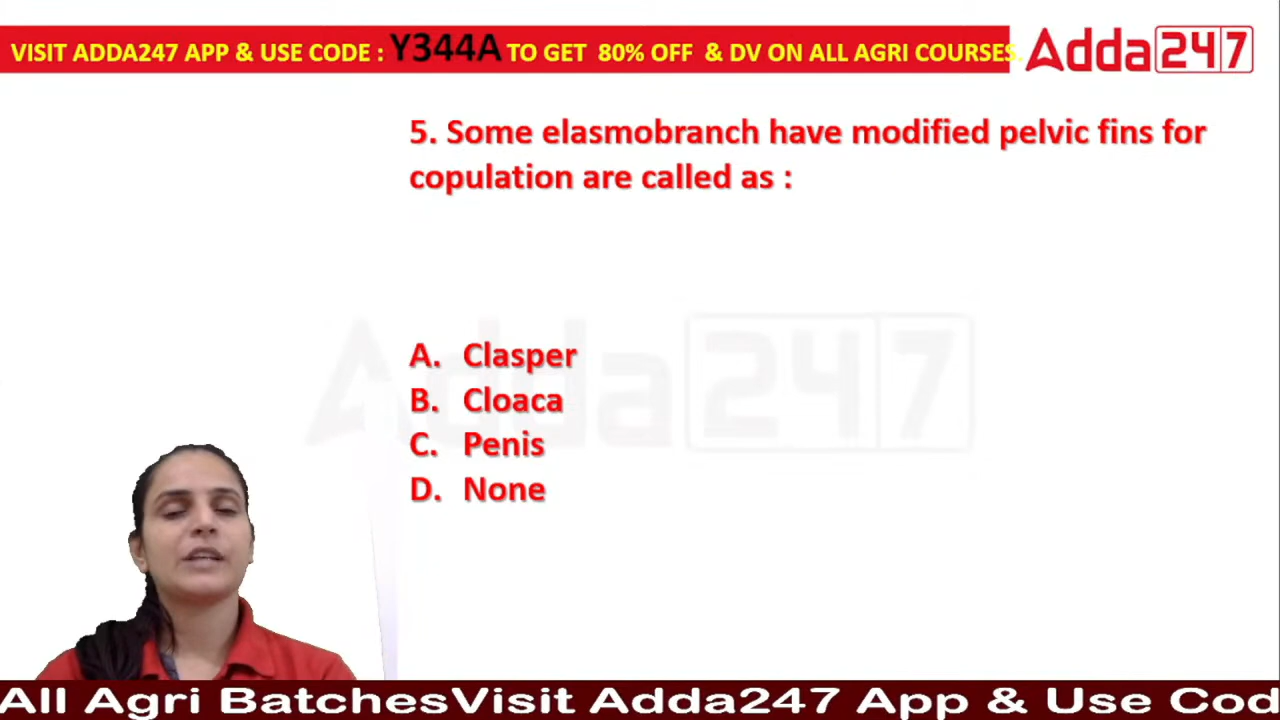 VISIT ADDA247 APP & USE CODE : Y344A TO GET 80% OFF & DV ON ALL AGRI COURSES.
Adda247
5. Some elasmobranch have modified pelvic fins for
copulation are called as :
Adda247
A. Clasper
B. Cloaca
C. Penis
D. None
All Agri BatchesVisit Adda247 App & Use Cod